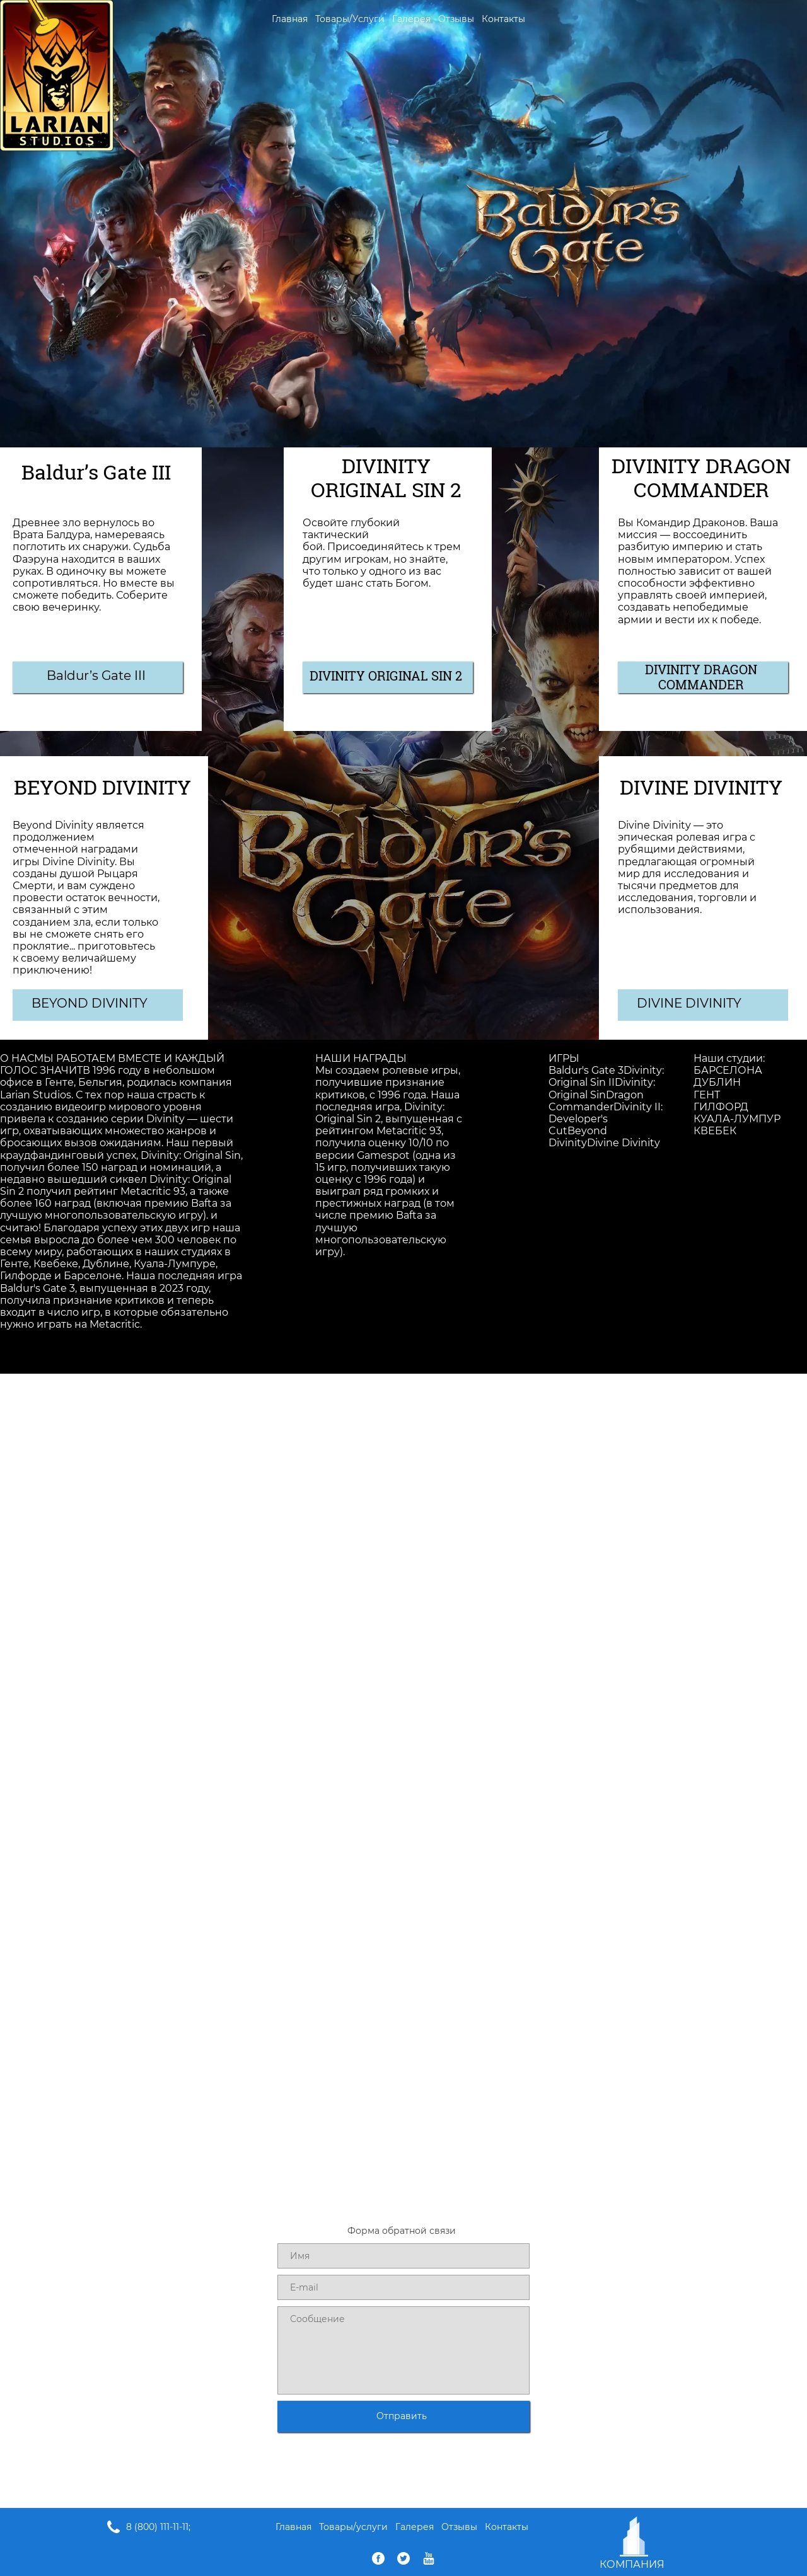 Главная Товары/Услуги Галерея Отзывы Контакты
LARIAN
STUDIOS
BALDUR'S
GATE
Baldur's Gate III
Древнее зло вернулось во
Врата Балдура, намереваясь
поглотить их снаружи. Судьба
Фаэруна находится в ваших
руках. В одиночку вы можете
сопротивляться. Но вместе вы
сможете победить. Соберите
свою вечеринку.
Baldur's Gate III
DIVINITY
ORIGINAL SIN 2
Освойте глубокий
тактический
бой. Присоединяйтесь к трем
другим игрокам, но знайте,
что только у одного из вас
будет шанс стать Богом.
DIVINITY ORIGINAL SIN 2
DIVINITY DRAGON
COMMANDER
Вы Командир Драконов. Ваша
миссия — воссоединить
разбитую империю и стать
новым императором. Успех
полностью зависит от вашей
способности эффективно
управлять своей империей,
создавать непобедимые
армии и вести их к победе.
DIVINITY DRAGON
COMMANDER
BEYOND DIVINITY
Beyond Divinity является
продолжением
отмеченной наградами
игры Divine Divinity. Вы
созданы душой Рыцаря
Смерти, и вам суждено
провести остаток вечности,
связанный с этим
созданием зла, если только
вы не сможете снять его
проклятие... приготовьтесь
к своему величайшему
приключению!
BEYOND DIVINITY
BALDUR'S
GATE
DIVINE DIVINITY
Divine Divinity — это
эпическая ролевая игра с
рубящими действиями,
предлагающая огромный
мир для исследования и
тысячи предметов для
исследования, торговли и
использования.
DIVINE DIVINITY
О НАСМЫ РАБОТАЕМ ВМЕСТЕ И КАЖДЫЙ
ГОЛОС ЗНАЧИТВ 1996 году в небольшом
офисе в Генте, Бельгия, родилась компания
Larian Studios. С тех пор наша страсть к
созданию видеоигр мирового уровня
привела к созданию серии Divinity — шести
игр, охватывающих множество жанров и
бросающих вызов ожиданиям. Наш первый
краудфандинговый успех, Divinity: Original Sin,
получил более 150 наград и номинаций, а
недавно вышедший сиквел Divinity: Original
Sin 2 получил рейтинг Metacritic 93, а также
более 160 наград (включая премию Bafta за
лучшую многопользовательскую игру). и
считаю! Благодаря успеху этих двух игр наша
семья выросла до более чем 300 человек по
всему миру, работающих в наших студиях в
Генте, Квебеке, Дублине, Куала-Лумпуре,
Гилфорде и Барселоне. Наша последняя игра
Baldur's Gate 3, выпущенная в 2023 году,
получила признание критиков и теперь
входит в число игр, в которые обязательно
нужно играть на Metacritic.
НАШИ НАГРАДЫ
Мы создаем ролевые игры,
получившие признание
критиков, с 1996 года. Наша
последняя игра, Divinity:
Original Sin 2, выпущенная с
рейтингом Metacritic 93,
получила оценку 10/10 по
версии Gamespot (одна из
15 игр, получивших такую
оценку с 1996 года) и
выиграл ряд громких и
престижных наград (в том
числе премию Bafta за
лучшую
многопользовательскую
игру).
ИГРЫ
Baldur's Gate 3Divinity:
Original Sin IIDivinity:
Original SinDragon
CommanderDivinity II:
Developer's
CutBeyond
DivinityDivine Divinity
Наши студии:
БАРСЕЛОНА
ДУБЛИН
ГЕНТ
ГИЛФОРД
КУАЛА-ЛУМПУР
КВЕБЕК
Форма обратной связи
Имя
E-mail
Сообщение
Отправить
8 (800) 111-11-11;
Главная Товары/услуги Галерея Отзывы Контакты
You
Tube
КОМПАНИЯ